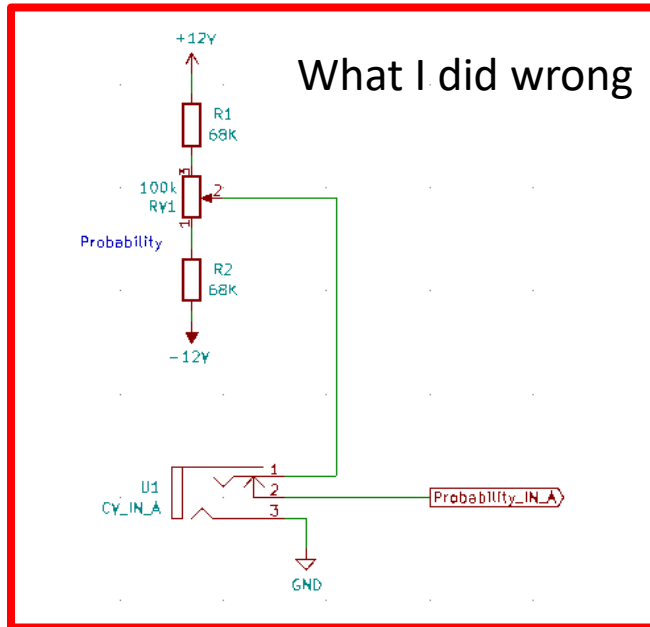 +12V
What I did wrong
R1
68K
3
100k
2
RV1
1
Probability
R2
68K
-12V
1
U1
2
Probability_IN_A
CV_IN_A
3
GND